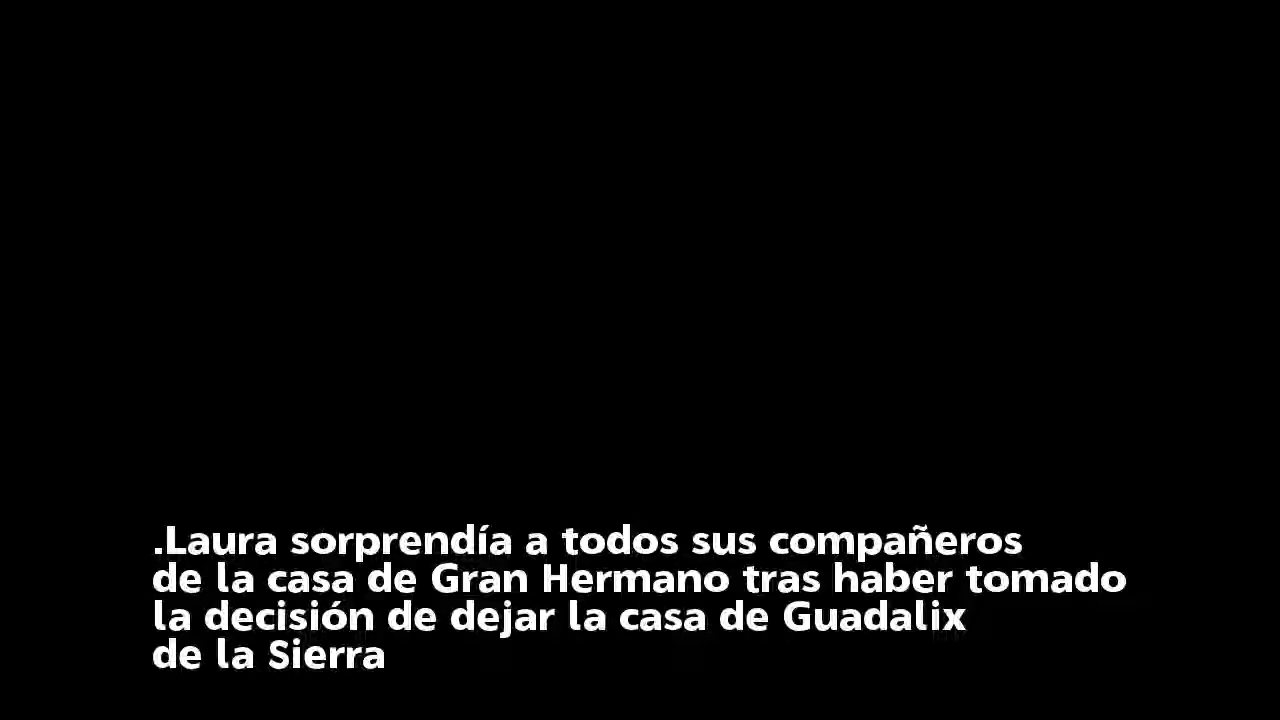 .Laura sorprendía a todos sus compañeros
de la casa de Gran Hermano tras haber tomado
la decisión de dejar la casa de Guadalix
de la Sierra